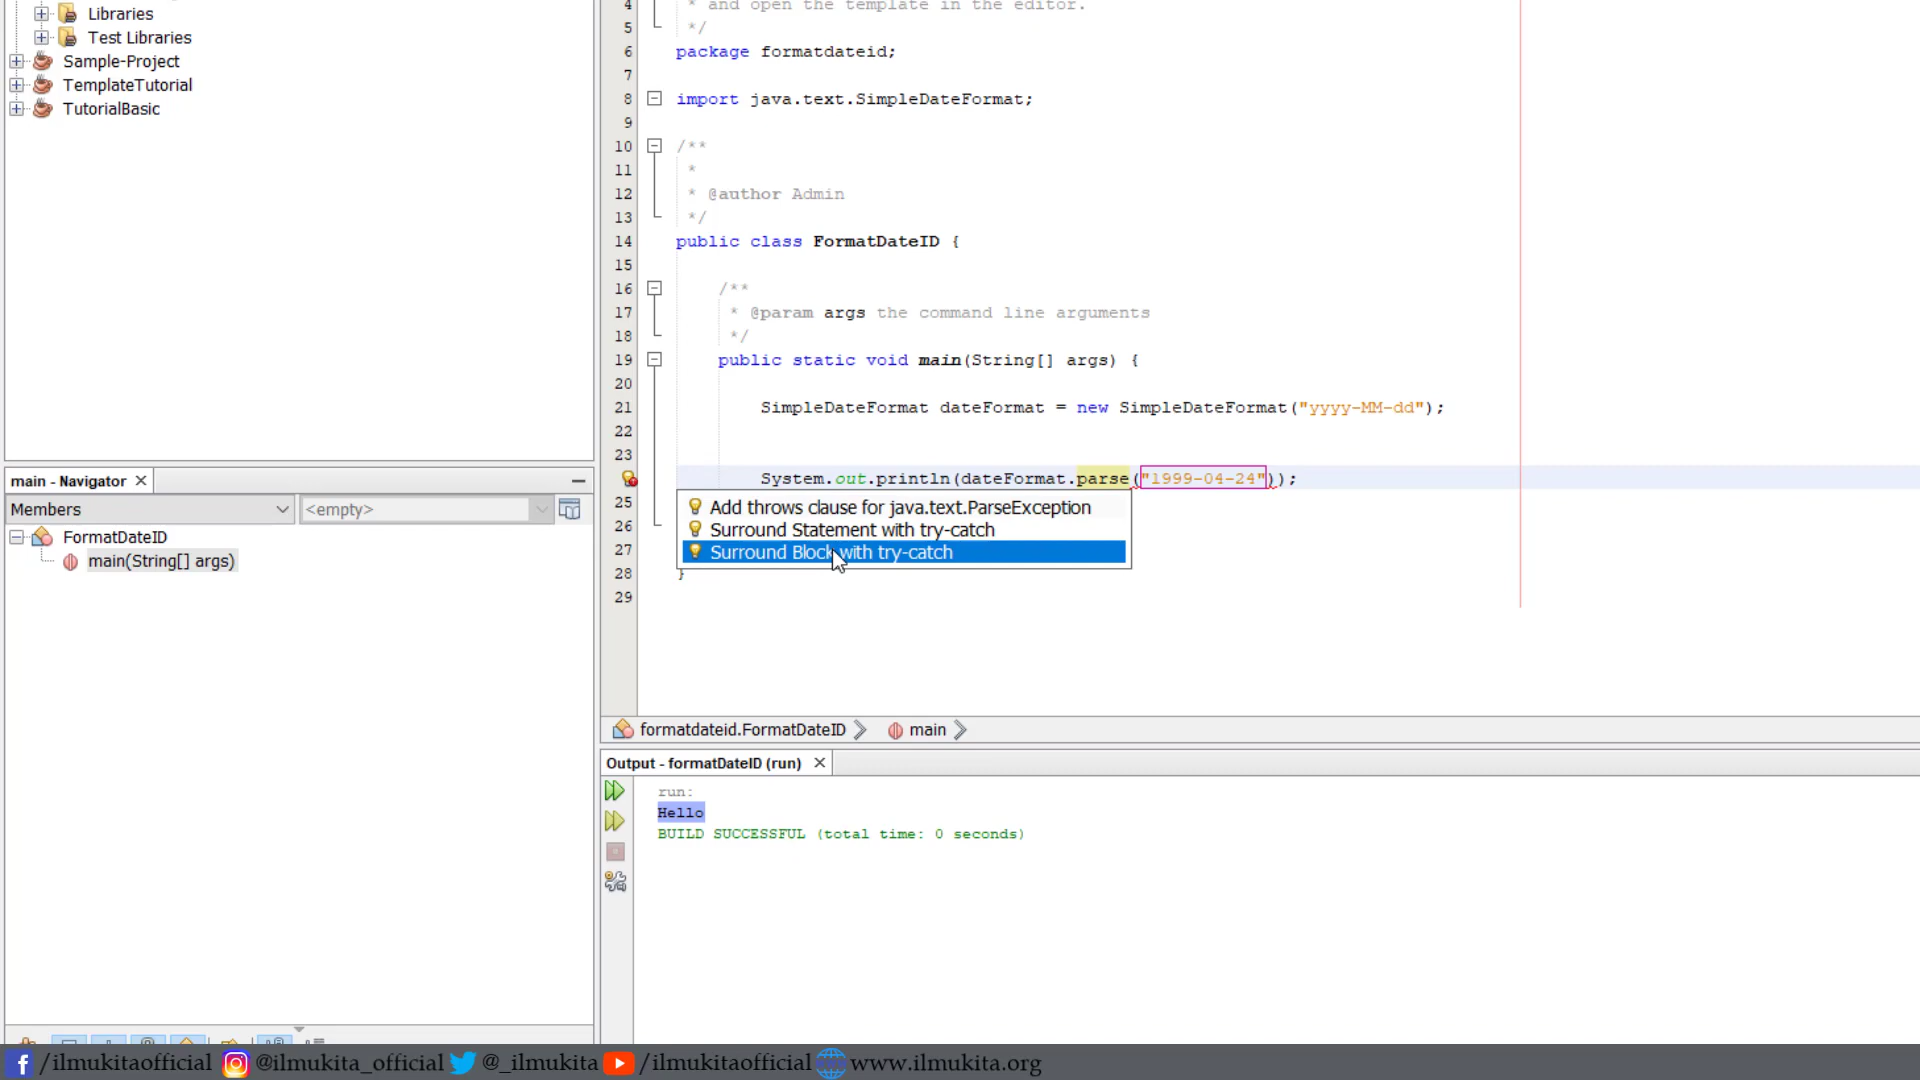 Libraries
Test Libraries
Sample-Project
TemplateTutorial
TutorialBasic
main - Navigator
Members
<empty>
FormatDateID
main(String[] args)
4 * and open the template in the editor.
5 */
6 package formatdateid;
7
8 import java.text.SimpleDateFormat;
9
10 /**
11 *
12 * @author Admin
13 */
14 public class FormatDateID {
15
16 /**
17 * @param args the command line arguments
18 */
19 public static void main(String[] args) {
20
21 SimpleDateFormat dateFormat = new SimpleDateFormat("yyyy-MM-dd");
22
23
System.out.println(dateFormat.parse("1999-04-24"));
25
26
27
28 }
29
Add throws clause for java.text.ParseException
Surround Statement with try-catch
Surround Block with try-catch
formatdateid.FormatDateID
main
Output - formatDateID (run)
run:
Hello
BUILD SUCCESSFUL (total time: 0 seconds)
/ilmukitaofficial @ilmukita_official @_ilmukita /ilmukitaofficial www.ilmukita.org